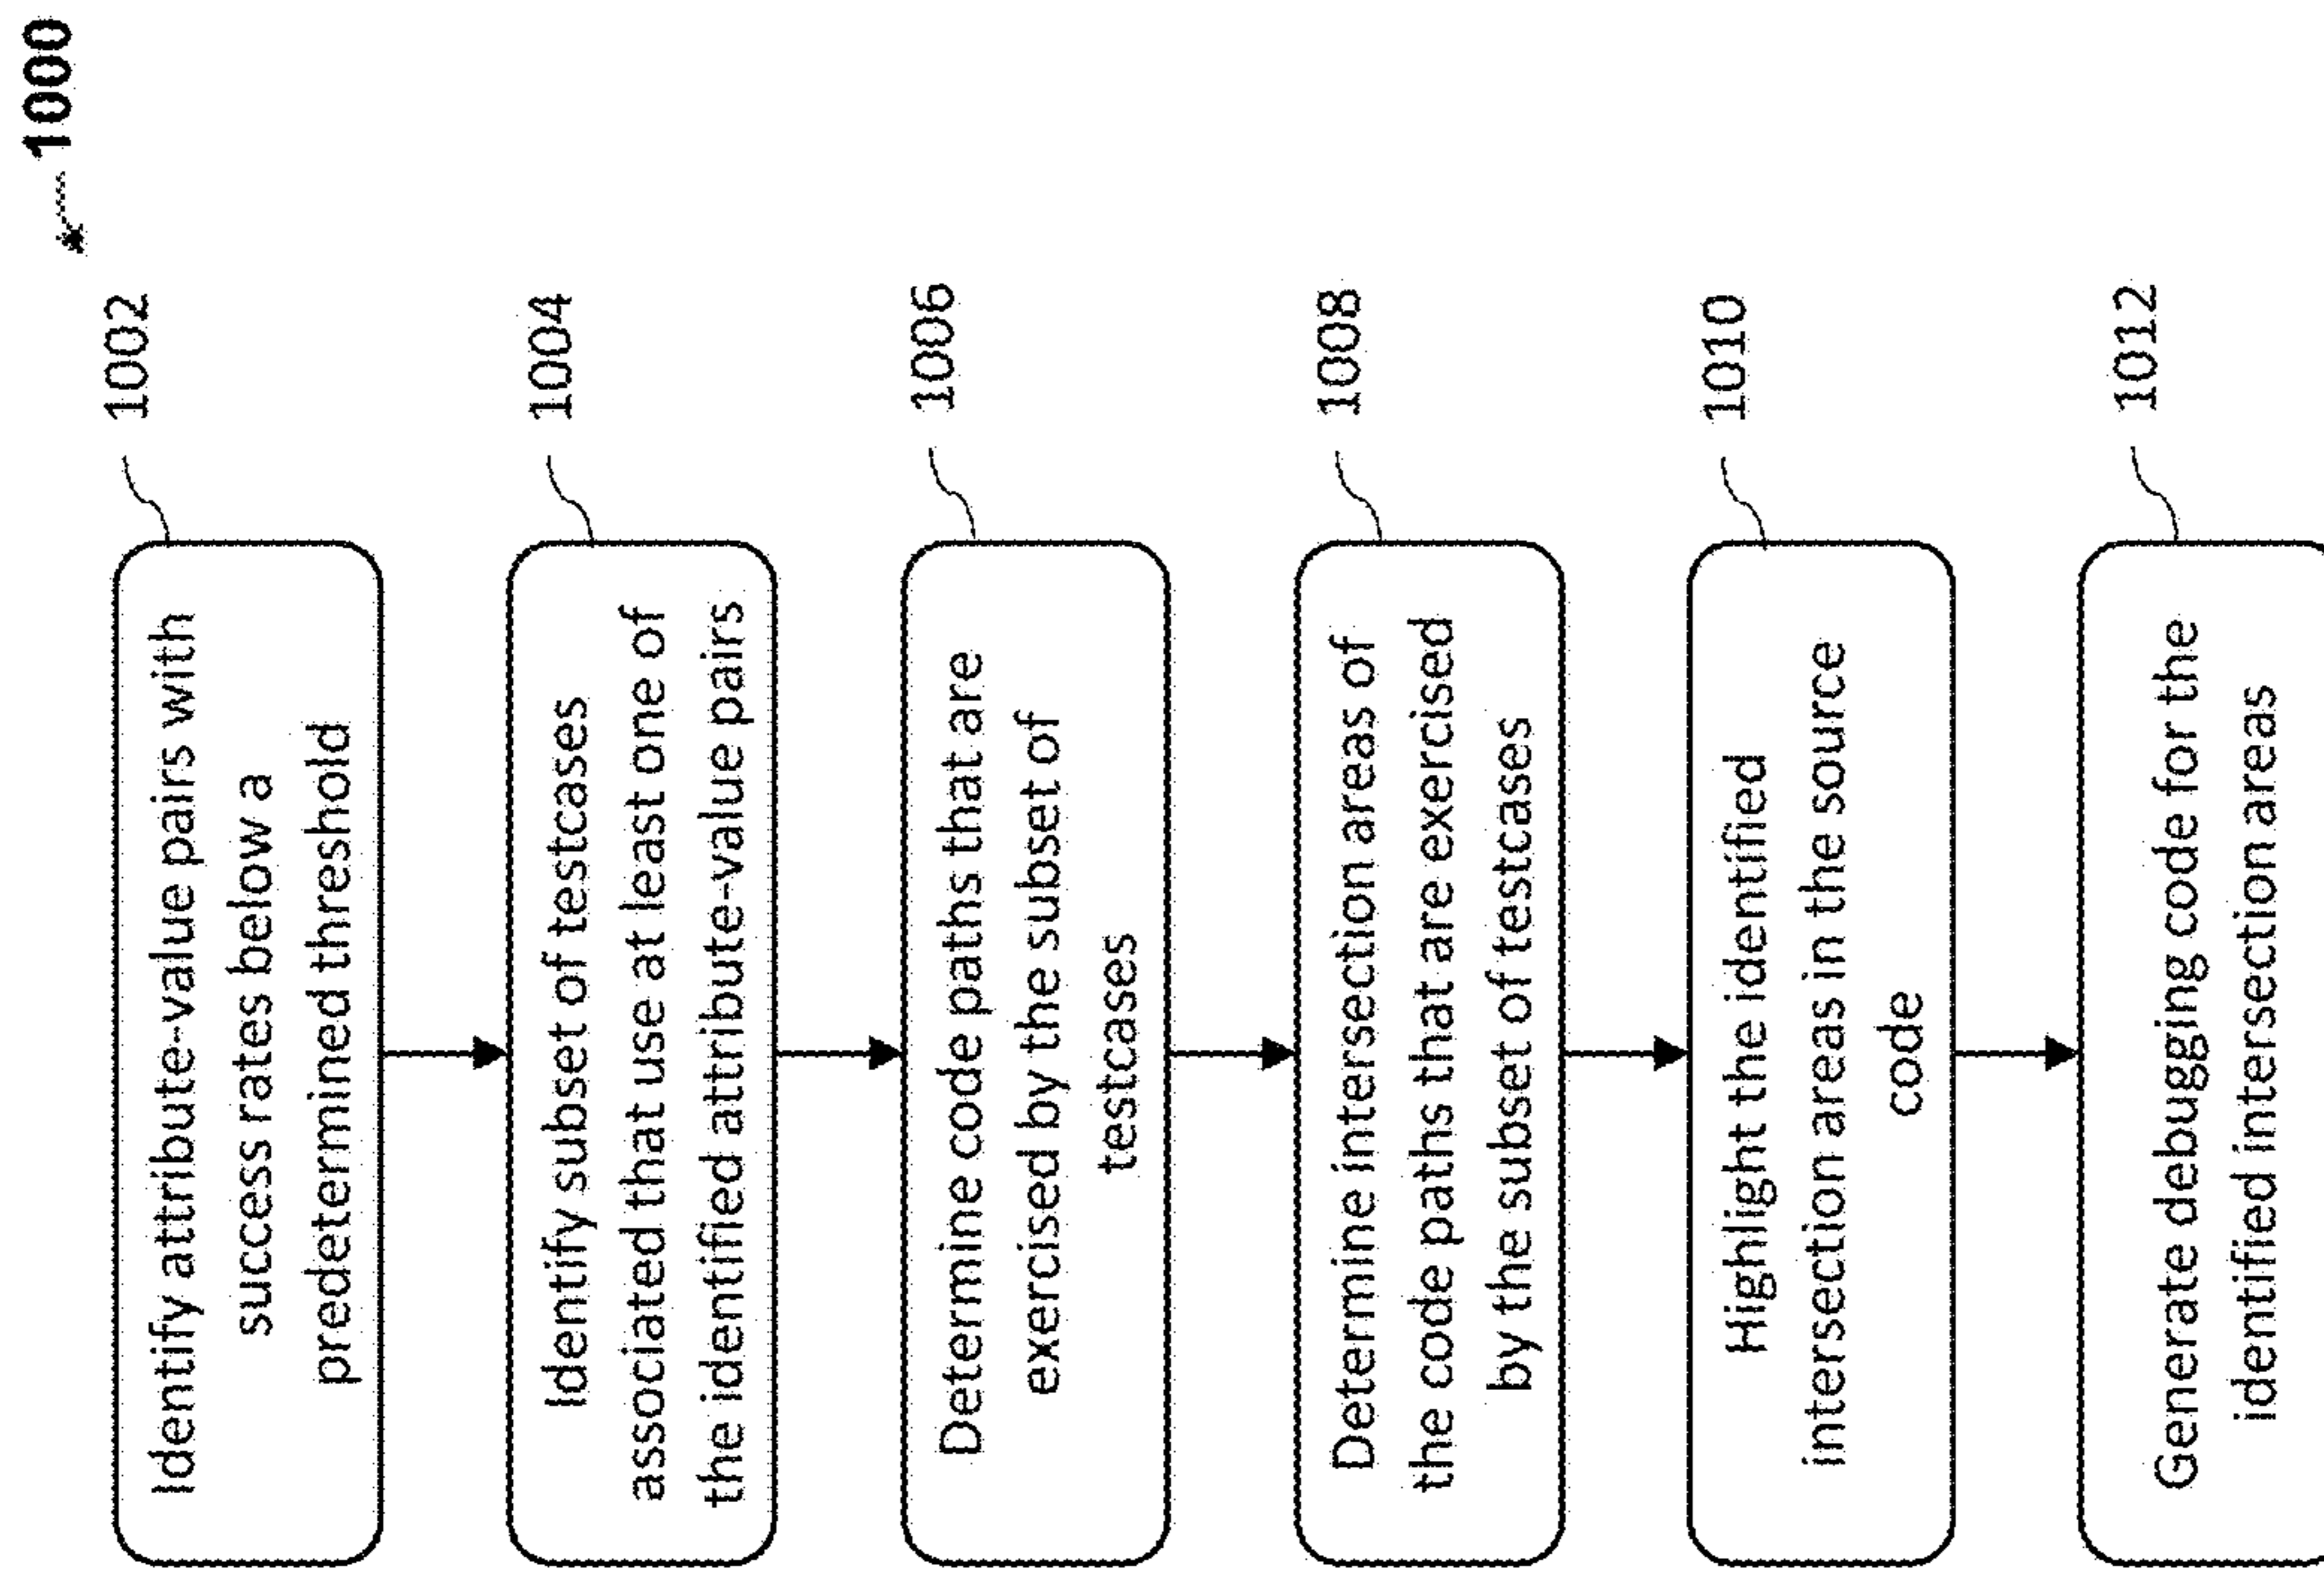 1000
1002
Identify attribute-value pairs with
success rates below a
predetermined threshold
1004
Identify subset of testcases
associated that use at least one of
the identified attribute-value pairs
1006
Determine code paths that are
exercised by the subset of
testcases
1008
Determine intersection areas of
the code paths that are exercised
by the subset of testcases
1010
Highlight the identified
intersection areas in the source
code
1012
Generate debugging code for the
identified intersection areas